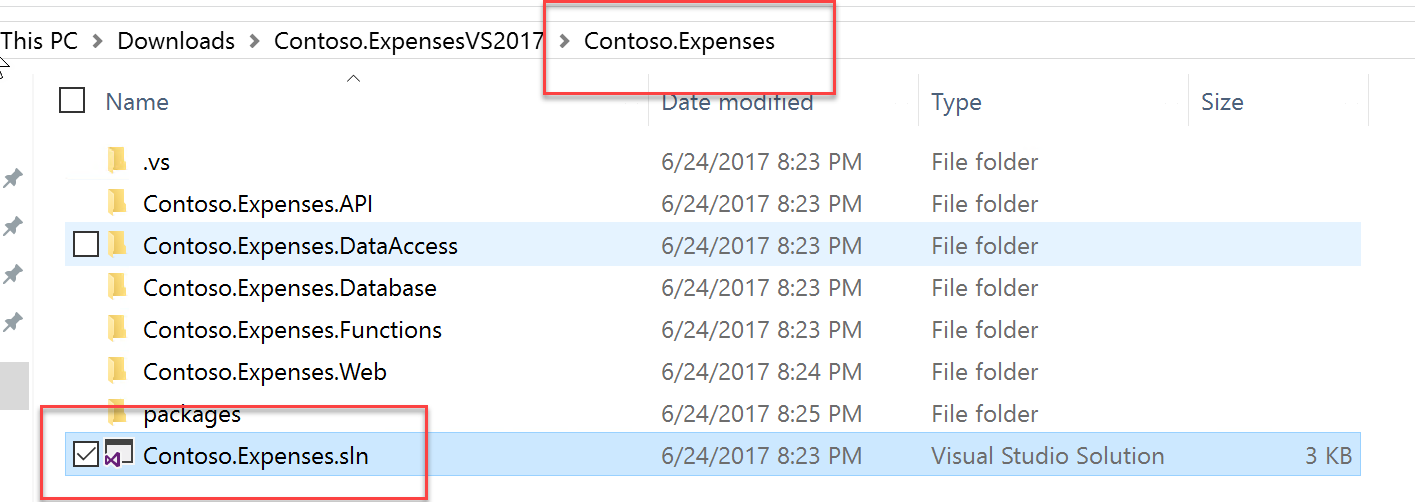 This PC > Downloads > Contoso.ExpensesVS2017 > Contoso.Expenses
Name Date modified Type Size
.vs 6/24/2017 8:23 PM File folder
Contoso.Expenses.API 6/24/2017 8:23 PM File folder
Contoso.Expenses.DataAccess 6/24/2017 8:23 PM File folder
Contoso.Expenses.Database 6/24/2017 8:23 PM File folder
Contoso.Expenses.Functions 6/24/2017 8:23 PM File folder
Contoso.Expenses.Web 6/24/2017 8:24 PM File folder
packages 6/24/2017 8:25 PM File folder
Contoso.Expenses.sln 6/24/2017 8:23 PM Visual Studio Solution 3 KB